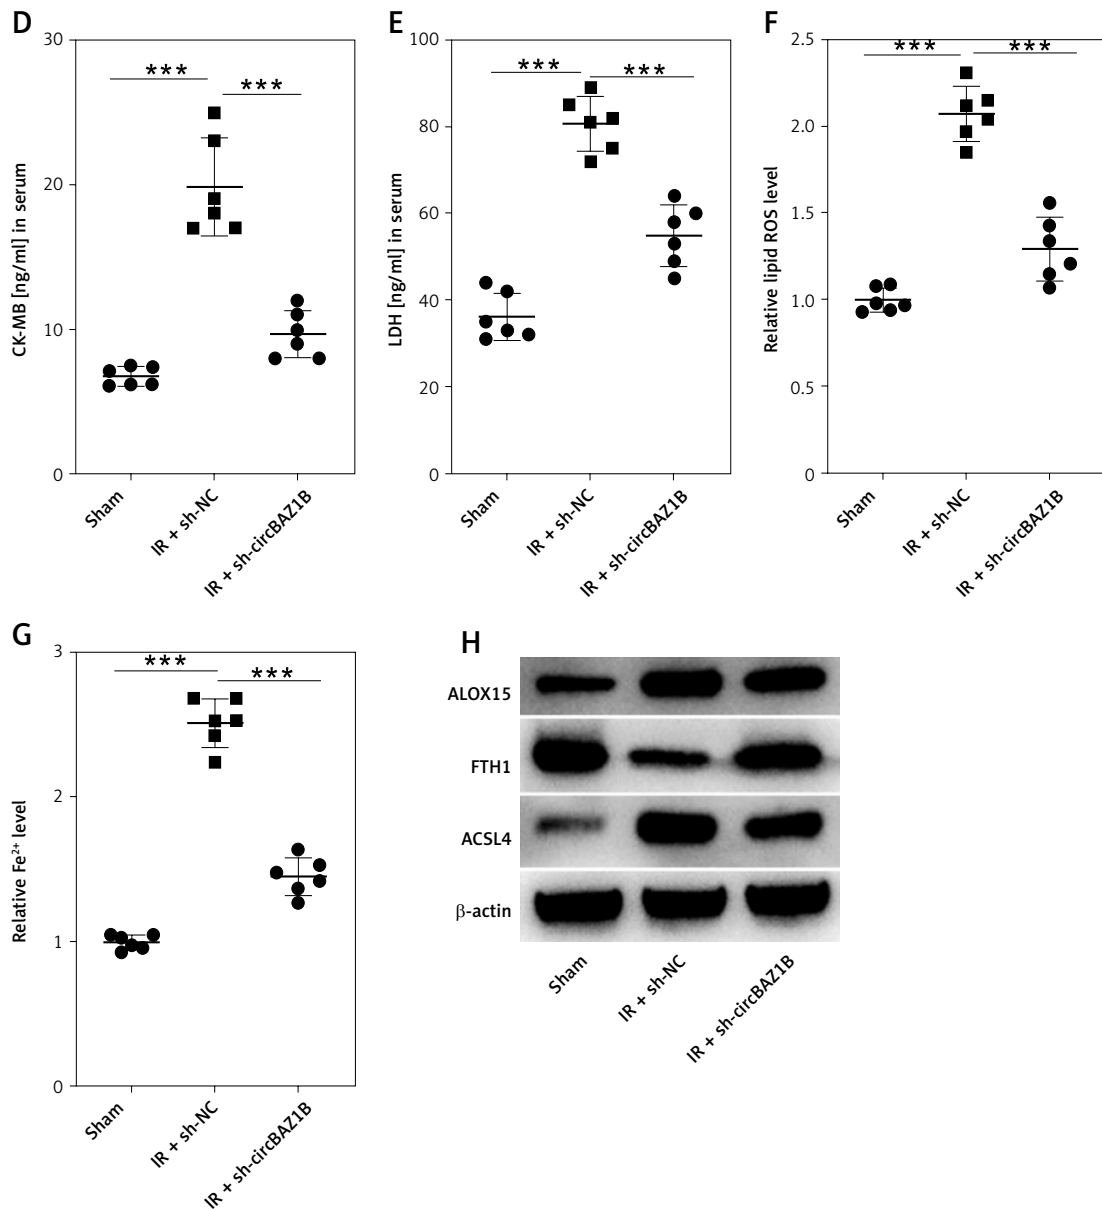 D
30
20
10
0
CK-MB [ng/ml] in serum
***
***
Sham
IR + sh-NC
IR + sh-circBAZ1B
E
100
80
60
40
20
0
LDH [ng/ml] in serum
***
***
Sham
IR + sh-NC
IR + sh-circBAZ1B
F
2.5
2.0
1.5
1.0
0.5
0
Relative lipid ROS level
***
***
Sham
IR + sh-NC
IR + sh-circBAZ1B
G
3
2
1
0
Relative Fe²⁺ level
***
***
Sham
IR + sh-NC
IR + sh-circBAZ1B
H
ALOX15
FTH1
ACSL4
β-actin
Sham
IR + sh-NC
IR + sh-circBAZ1B